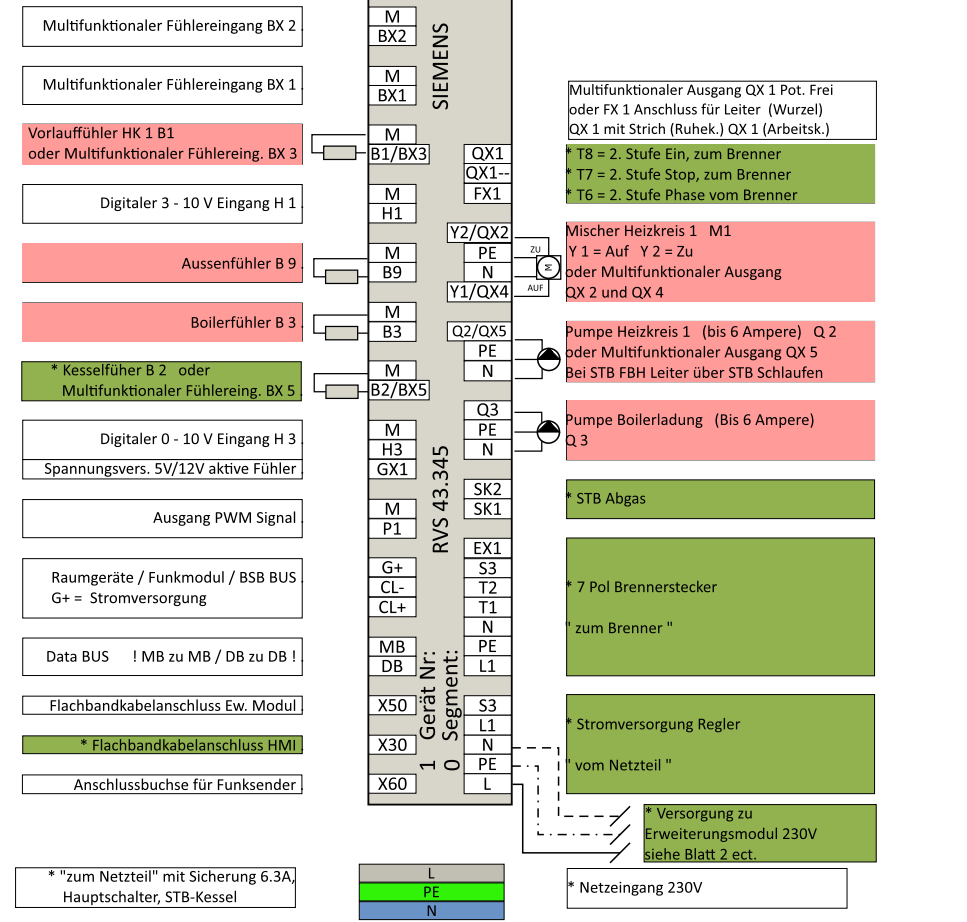 Multifunktionaler Fühlereingang BX 2
Multifunktionaler Fühlereingang BX 1
Vorlauffühler HK 1 B1
oder Multifunktionaler Fühlereing. BX 3
Digitaler 3 - 10 V Eingang H 1
Aussenfühler B 9
Boilerfühler B 3
* Kesselfüher B 2 oder
Multifunktionaler Fühlereing. BX 5
Digitaler 0 - 10 V Eingang H 3
Spannungsvers. 5V/12V aktive Fühler
Ausgang PWM Signal
Raumgeräte / Funkmodul / BSB BUS
G+ = Stromversorgung
Data BUS ! MB zu MB / DB zu DB !
Flachbandkabelanschluss Ew. Modul
* Flachbandkabelanschluss HMI
Anschlussbuchse für Funksender
* "zum Netzteil" mit Sicherung 6.3A,
Hauptschalter, STB-Kessel
M
BX2
M
BX1
M
B1/BX3
M
H1
M
B9
M
B3
M
B2/BX5
M
H3
GX1
M
P1
G+
CL-
CL+
MB
DB
X50
X30
X60
SIEMENS
RVS 43.345
1 Gerät Nr:
0 Segment:
QX1
QX1--
FX1
Y2/QX2
PE
N
Y1/QX4
Q2/QX5
PE
N
Q3
PE
N
SK2
SK1
EX1
S3
T2
T1
N
PE
L1
S3
L1
N
PE
L
ZU
M
AUF
Multifunktionaler Ausgang QX 1 Pot. Frei
oder FX 1 Anschluss für Leiter (Wurzel)
QX 1 mit Strich (Ruhek.) QX 1 (Arbeitsk.)
* T8 = 2. Stufe Ein, zum Brenner
* T7 = 2. Stufe Stop, zum Brenner
* T6 = 2. Stufe Phase vom Brenner
Mischer Heizkreis 1 M1
Y 1 = Auf Y 2 = Zu
oder Multifunktionaler Ausgang
QX 2 und QX 4
Pumpe Heizkreis 1 (bis 6 Ampere) Q 2
oder Multifunktionaler Ausgang QX 5
Bei STB FBH Leiter über STB Schlaufen
Pumpe Boilerladung (Bis 6 Ampere)
Q 3
* STB Abgas
* 7 Pol Brennerstecker
" zum Brenner "
* Stromversorgung Regler
" vom Netzteil "
* Versorgung zu
Erweiterungsmodul 230V
siehe Blatt 2 ect.
L
PE
N
* Netzeingang 230V